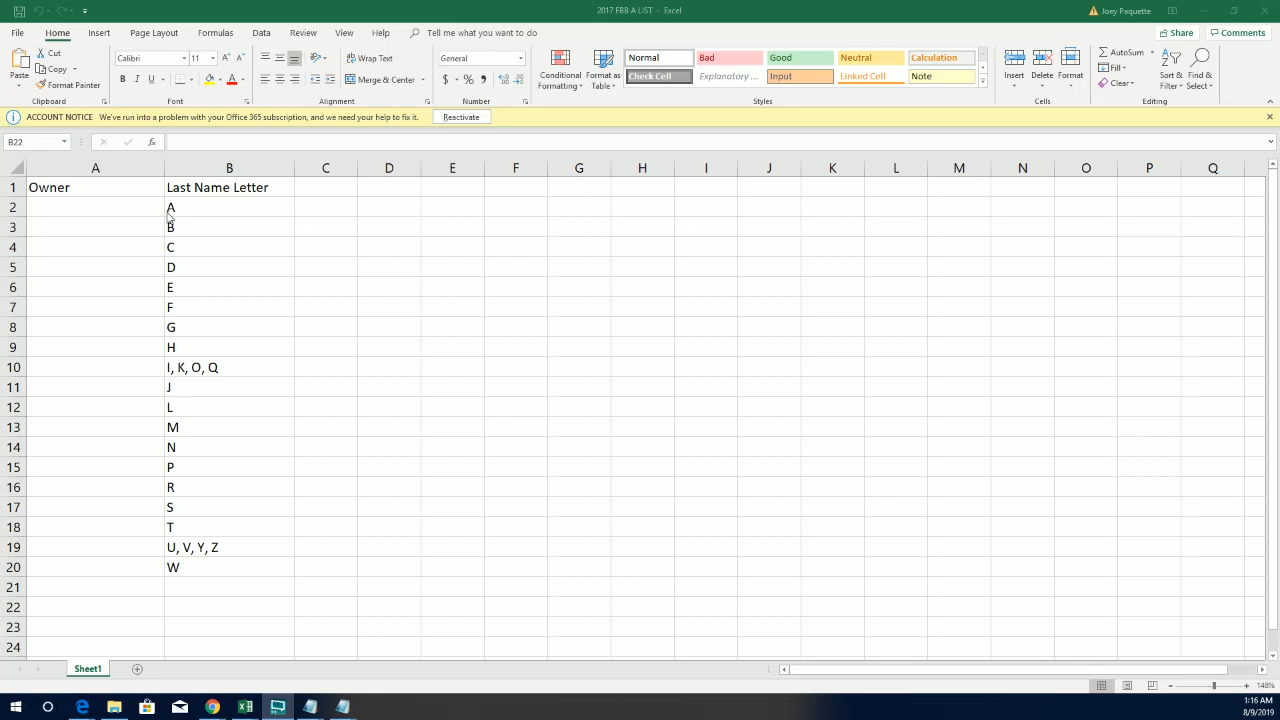 2017 FBB A LIST - Excel
Joey Paquette
File Home Insert Page Layout Formulas Data Review View Help Tell me what you want to do Share Comments
Paste
Cut
Copy
Format Painter
Clipboard
Calibri 11
B I U
A A
Font
Wrap Text
Merge & Center
Alignment
General
$ % ,
Number
Conditional Formatting
Format as Table
Normal Bad Good Neutral Calculation
Check Cell Explanatory ... Input Linked Cell Note
Styles
Insert Delete Format
Cells
AutoSum
Fill
Clear
Sort & Filter
Find & Select
Editing
ACCOUNT NOTICE We've run into a problem with your Office 365 subscription, and we need your help to fix it. Reactivate
B22 fx
A B C D E F G H I J K L M N O P Q
1 Owner Last Name Letter
2 A
3 B
4 C
5 D
6 E
7 F
8 G
9 H
10 I, K, O, Q
11 J
12 L
13 M
14 N
15 P
16 R
17 S
18 T
19 U, V, Y, Z
20 W
21
22
23
24
Sheet1
148%
1:16 AM
8/9/2019